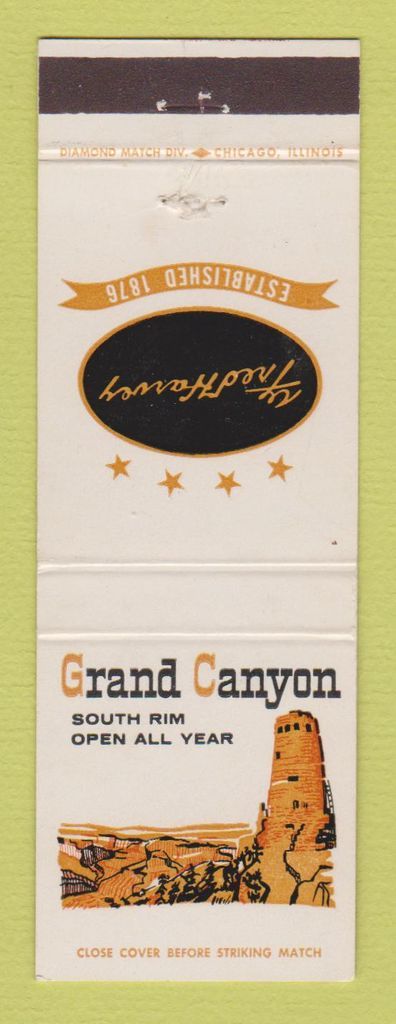 DIAMOND MATCH DIV. CHICAGO, ILLINOIS
ESTABLISHED 1876
Fred Harvey
Grand Canyon
SOUTH RIM
OPEN ALL YEAR
CLOSE COVER BEFORE STRIKING MATCH